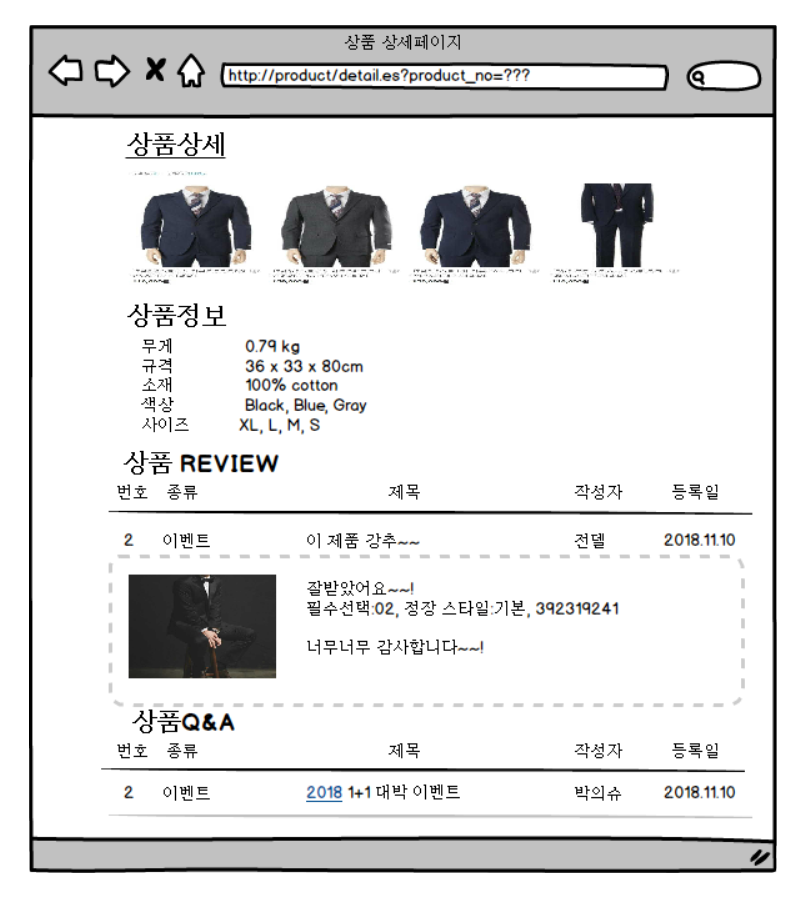 상품 상세페이지
http://product/detail.es?product_no=???
상품상세
상품정보
무게 0.79 kg
규격 36 x 33 x 80cm
소재 100% cotton
색상 Black, Blue, Gray
사이즈 XL, L, M, S
상품 REVIEW
번호 종류 제목 작성자 등록일
2 이벤트 이 제품 강추~~ 전델 2018.11.10
잘받았어요~~!
필수선택:02, 정장 스타일:기본, 392319241
너무너무 감사합니다~~!
상품Q&A
번호 종류 제목 작성자 등록일
2 이벤트 2018 1+1 대박 이벤트 박의슈 2018.11.10